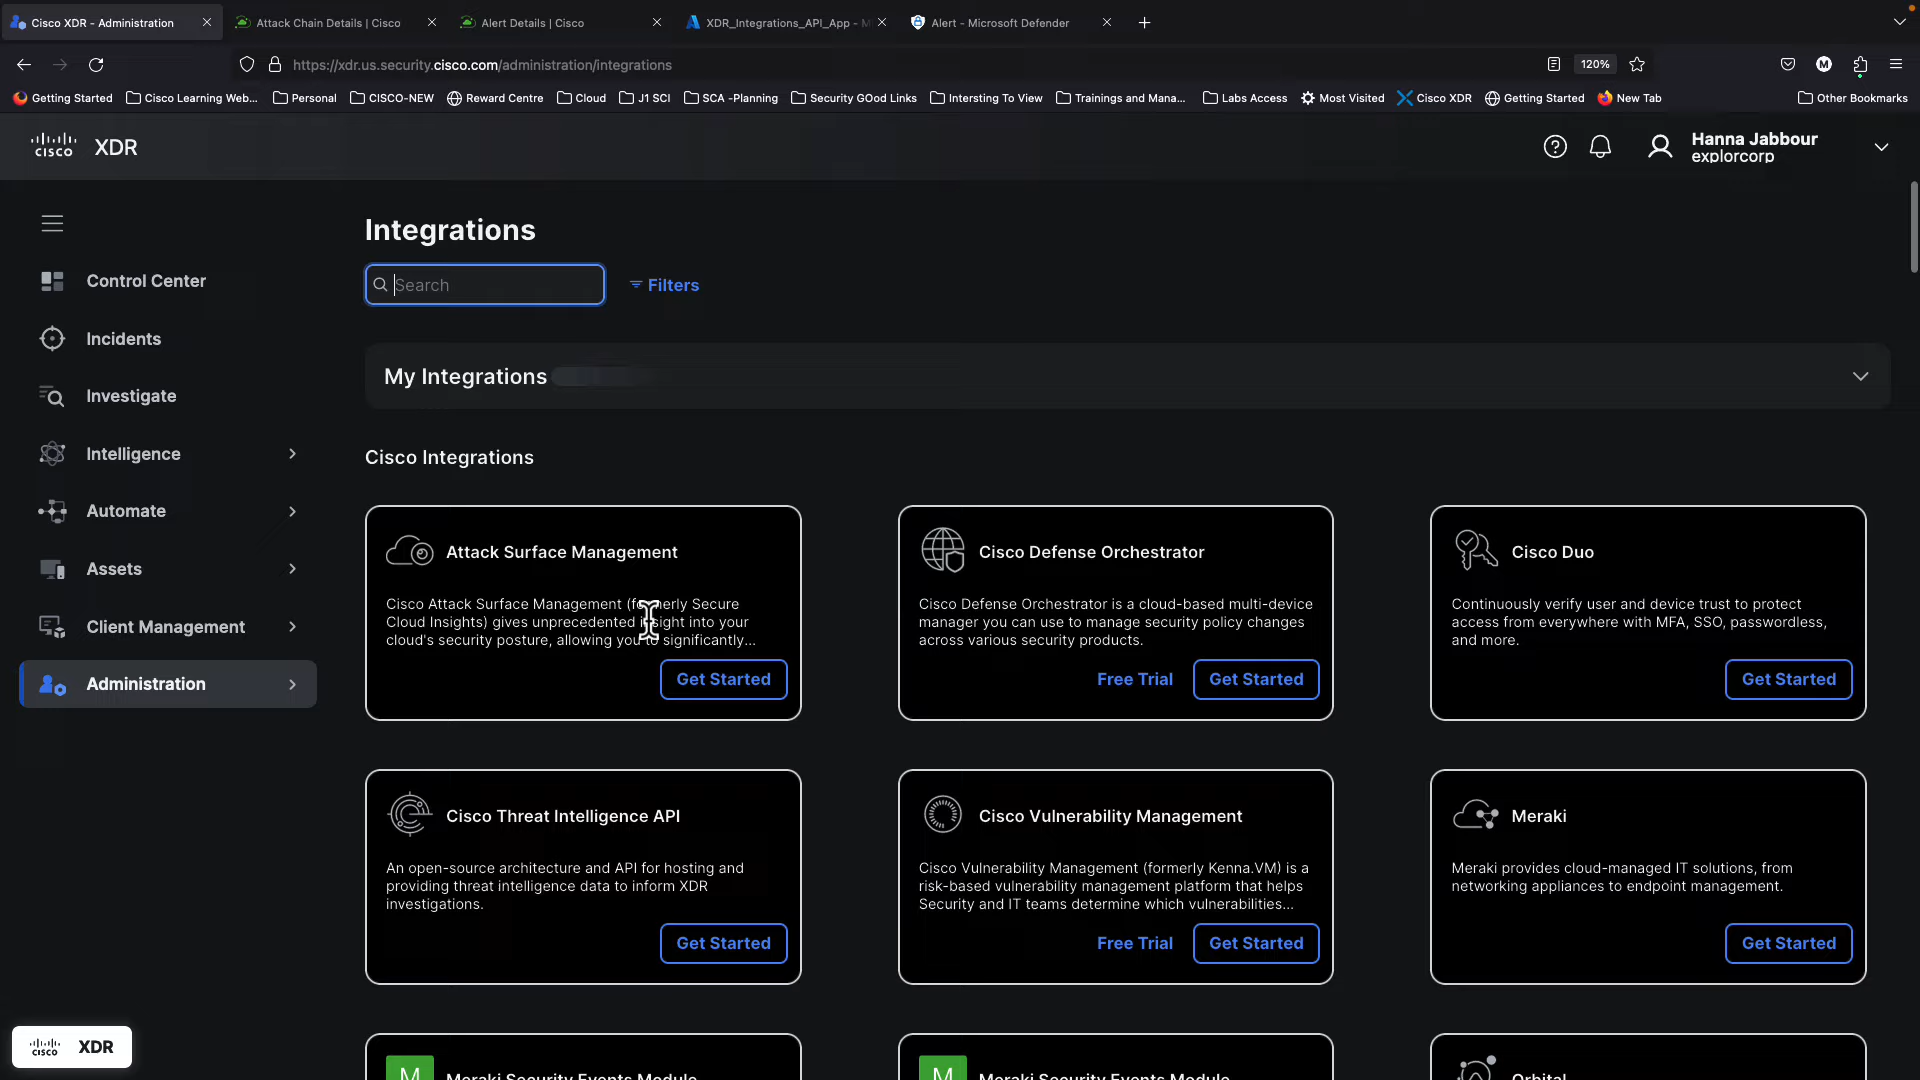 Cisco XDR - Administration
Attack Chain Details | Cisco
Alert Details | Cisco
XDR_Integrations_API_App - M
Alert - Microsoft Defender
https://xdr.us.security.cisco.com/administration/integrations
120%
M
Getting Started
Cisco Learning Web...
Personal
CISCO-NEW
Reward Centre
Cloud
J1 SCI
SCA -Planning
Security GOod Links
Intersting To View
Trainings and Mana...
Labs Access
Most Visited
Cisco XDR
Getting Started
New Tab
Other Bookmarks
CISCO XDR
Hanna Jabbour
explorcorp
Control Center
Incidents
Investigate
Intelligence
Automate
Assets
Client Management
Administration
Integrations
Search
Filters
My Integrations
Cisco Integrations
Attack Surface Management
Cisco Attack Surface Management (formerly Secure
Cloud Insights) gives unprecedented insight into your
cloud's security posture, allowing you to significantly...
Get Started
Cisco Defense Orchestrator
Cisco Defense Orchestrator is a cloud-based multi-device
manager you can use to manage security policy changes
across various security products.
Free Trial
Get Started
Cisco Duo
Continuously verify user and device trust to protect
access from everywhere with MFA, SSO, passwordless,
and more.
Get Started
Cisco Threat Intelligence API
An open-source architecture and API for hosting and
providing threat intelligence data to inform XDR
investigations.
Get Started
Cisco Vulnerability Management
Cisco Vulnerability Management (formerly Kenna.VM) is a
risk-based vulnerability management platform that helps
Security and IT teams determine which vulnerabilities...
Free Trial
Get Started
Meraki
Meraki provides cloud-managed IT solutions, from
networking appliances to endpoint management.
Get Started
M
Meraki Security Events Module
M
Meraki Security Events Module
Orbital
CISCO XDR